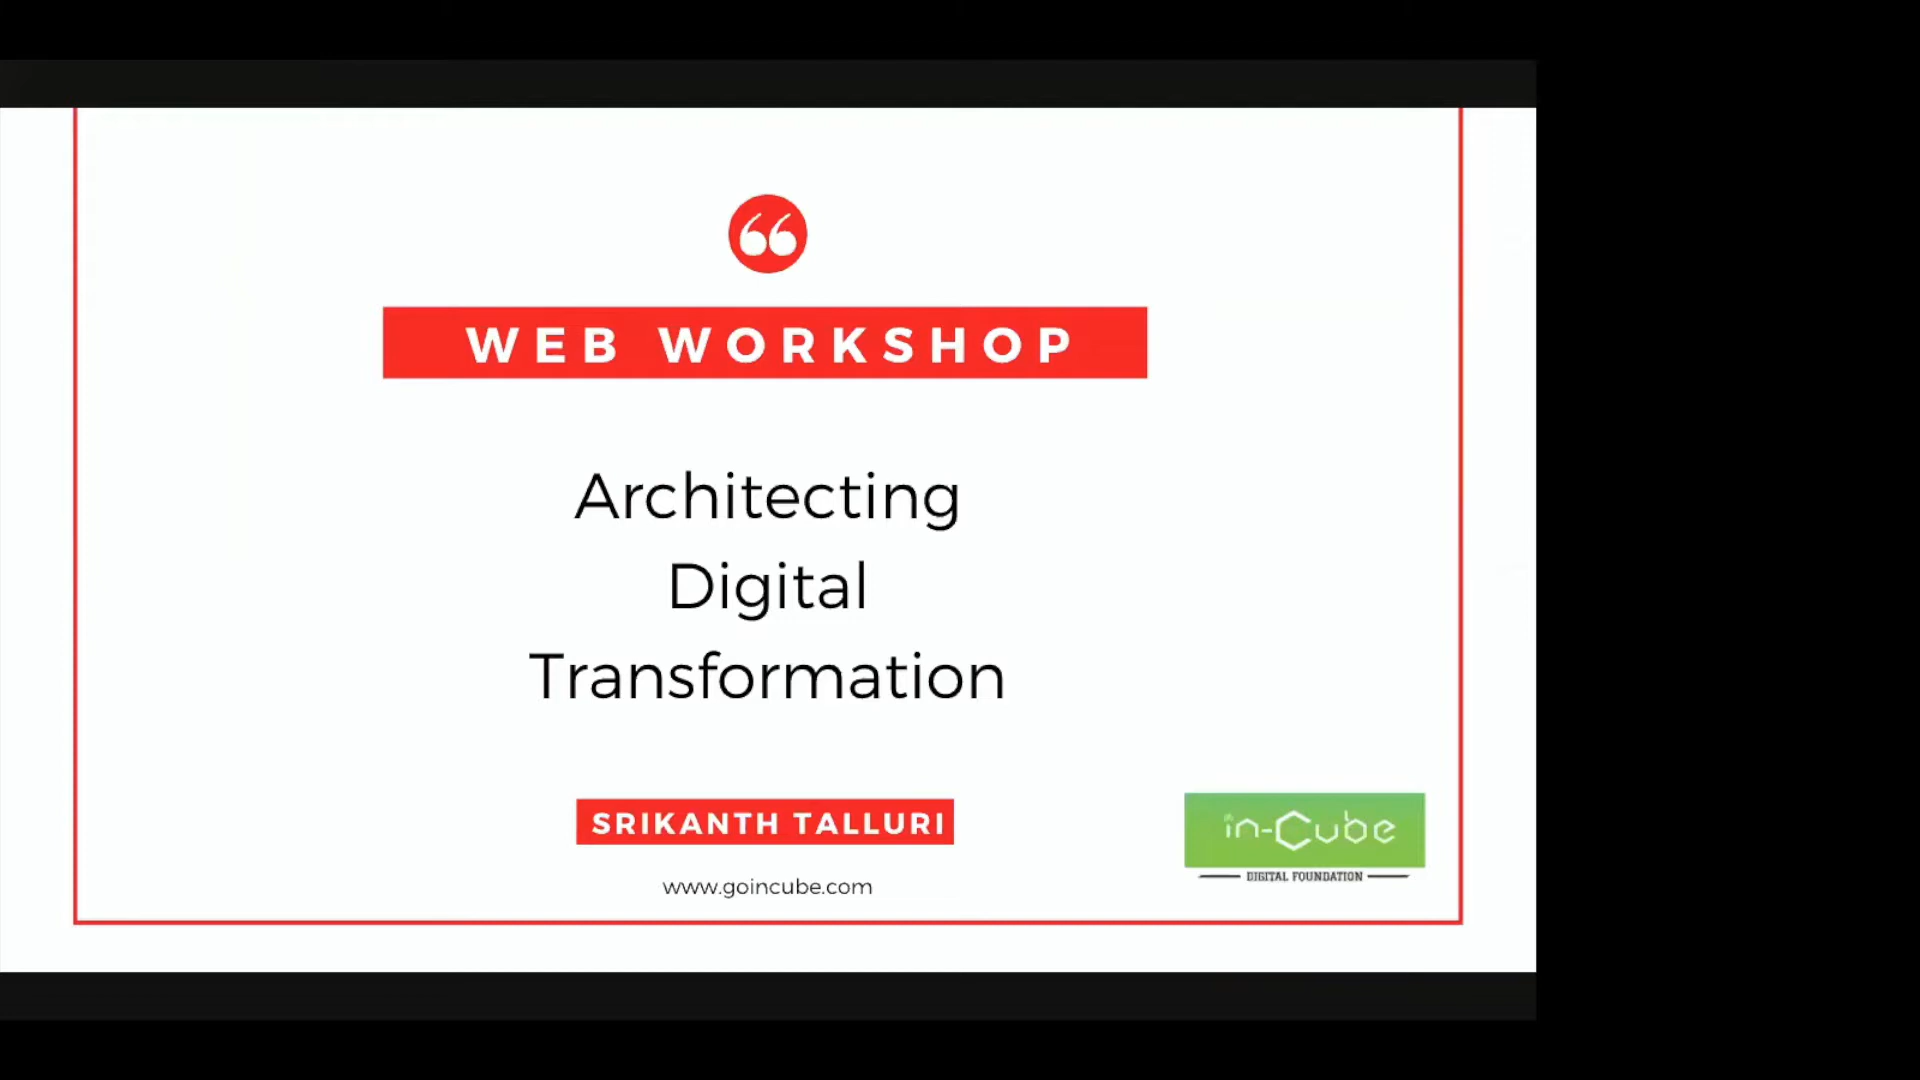 WEB WORKSHOP
Architecting
Digital
Transformation
SRIKANTH TALLURI
www.goincube.com
in-Cube
DIGITAL FOUNDATION